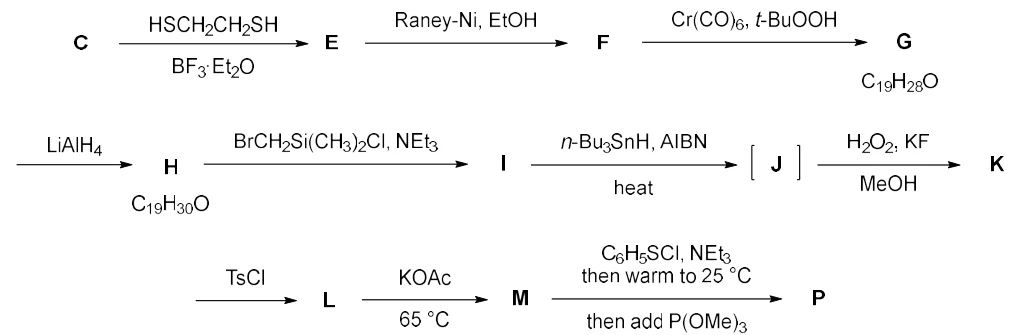 C HSCH₂CH₂SH BF₃·Et₂O E Raney-Ni, EtOH F Cr(CO)₆, t-BuOOH G
C₁₉H₂₈O
LiAlH₄ H BrCH₂Si(CH₃)₂Cl, NEt₃ I n-Bu₃SnH, AIBN heat [ J ] H₂O₂, KF MeOH K
C₁₉H₃₀O
TsCl L KOAc 65 °C M C₆H₅SCl, NEt₃ then warm to 25 °C then add P(OMe)₃ P